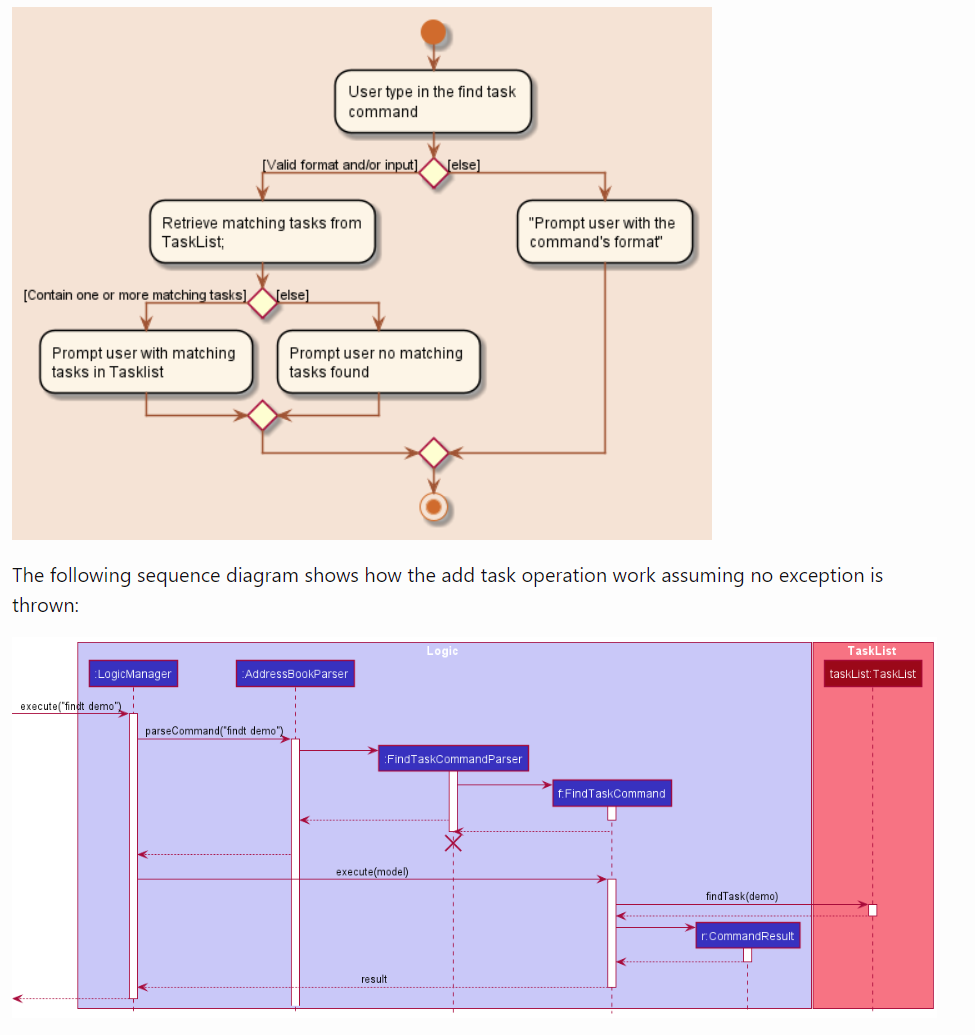 User type in the find task
command
[Valid format and/or input]
[else]
Retrieve matching tasks from
TaskList;
"Prompt user with the
command's format"
[Contain one or more matching tasks]
[else]
Prompt user with matching
tasks in Tasklist
Prompt user no matching
tasks found
The following sequence diagram shows how the add task operation work assuming no exception is
thrown:
Logic
TaskList
:LogicManager
:AddressBookParser
taskList:TaskList
execute("findt demo")
parseCommand("findt demo")
:FindTaskCommandParser
f:FindTaskCommand
execute(model)
findTask(demo)
r:CommandResult
result